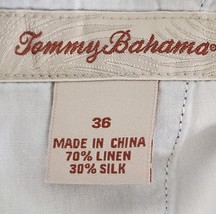 Tommy Bahama®
36
MADE IN CHINA
70% LINEN
30% SILK